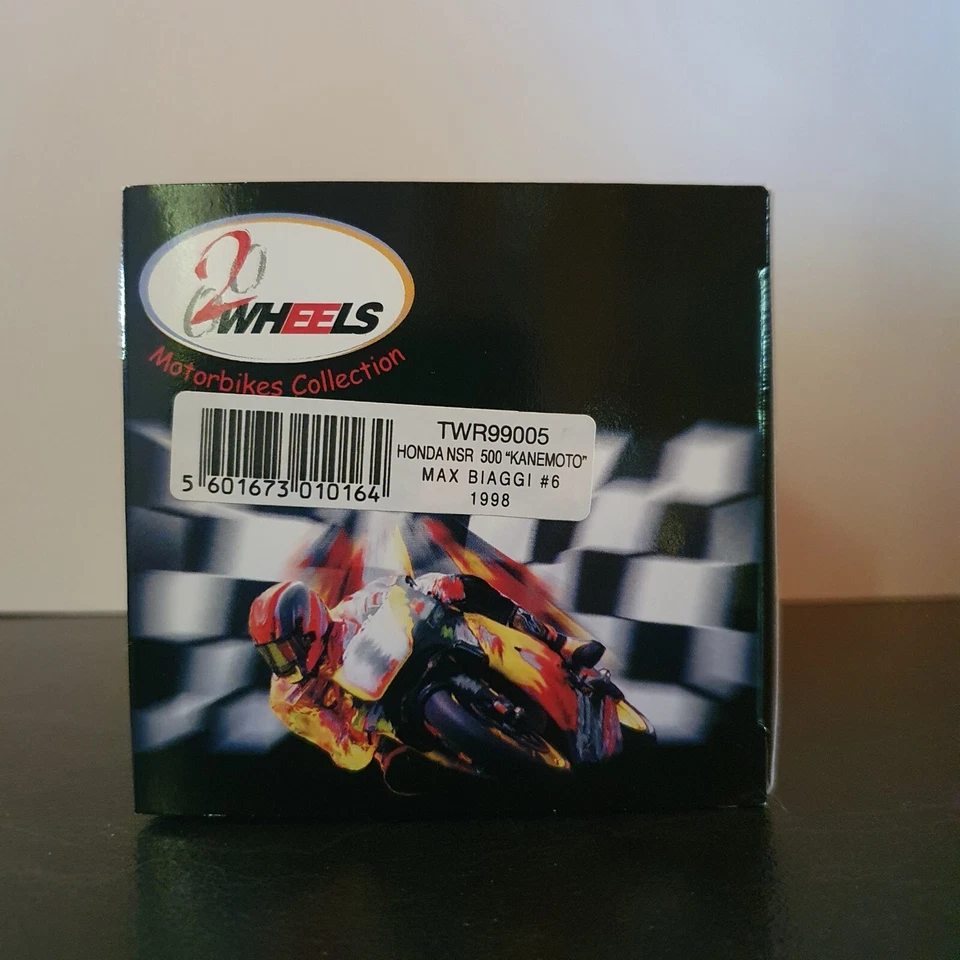 2 WHEELS
Motorbikes Collection
TWR99005
HONDA NSR 500 "KANEMOTO"
MAX BIAGGI #6
1998
5 601673 010164